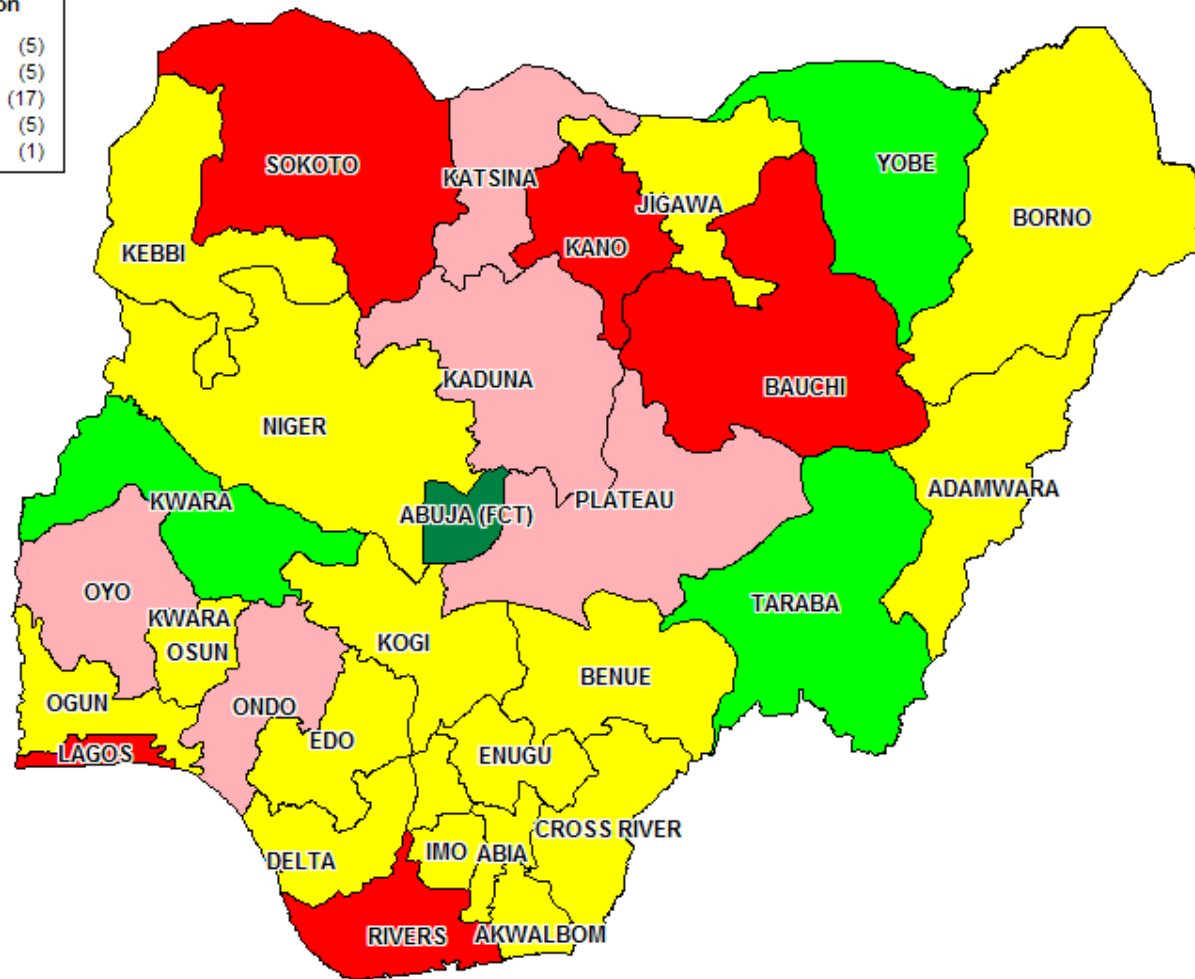 on
(5)
(5)
(17)
(5)
(1)
SOKOTO
KATSINA
YOBE
JIGAWA
BORNO
KANO
KEBBI
KADUNA
BAUCHI
NIGER
ADAMWARA
KWARA
PLATEAU
ABUJA (FCT)
OYO
TARABA
KWARA
OSUN
KOGI
BENUE
OGUN
ONDO
EDO
LAGOS
ENUGU
CROSS RIVER
DELTA
IMO
ABIA
RIVERS
AKWALBOM